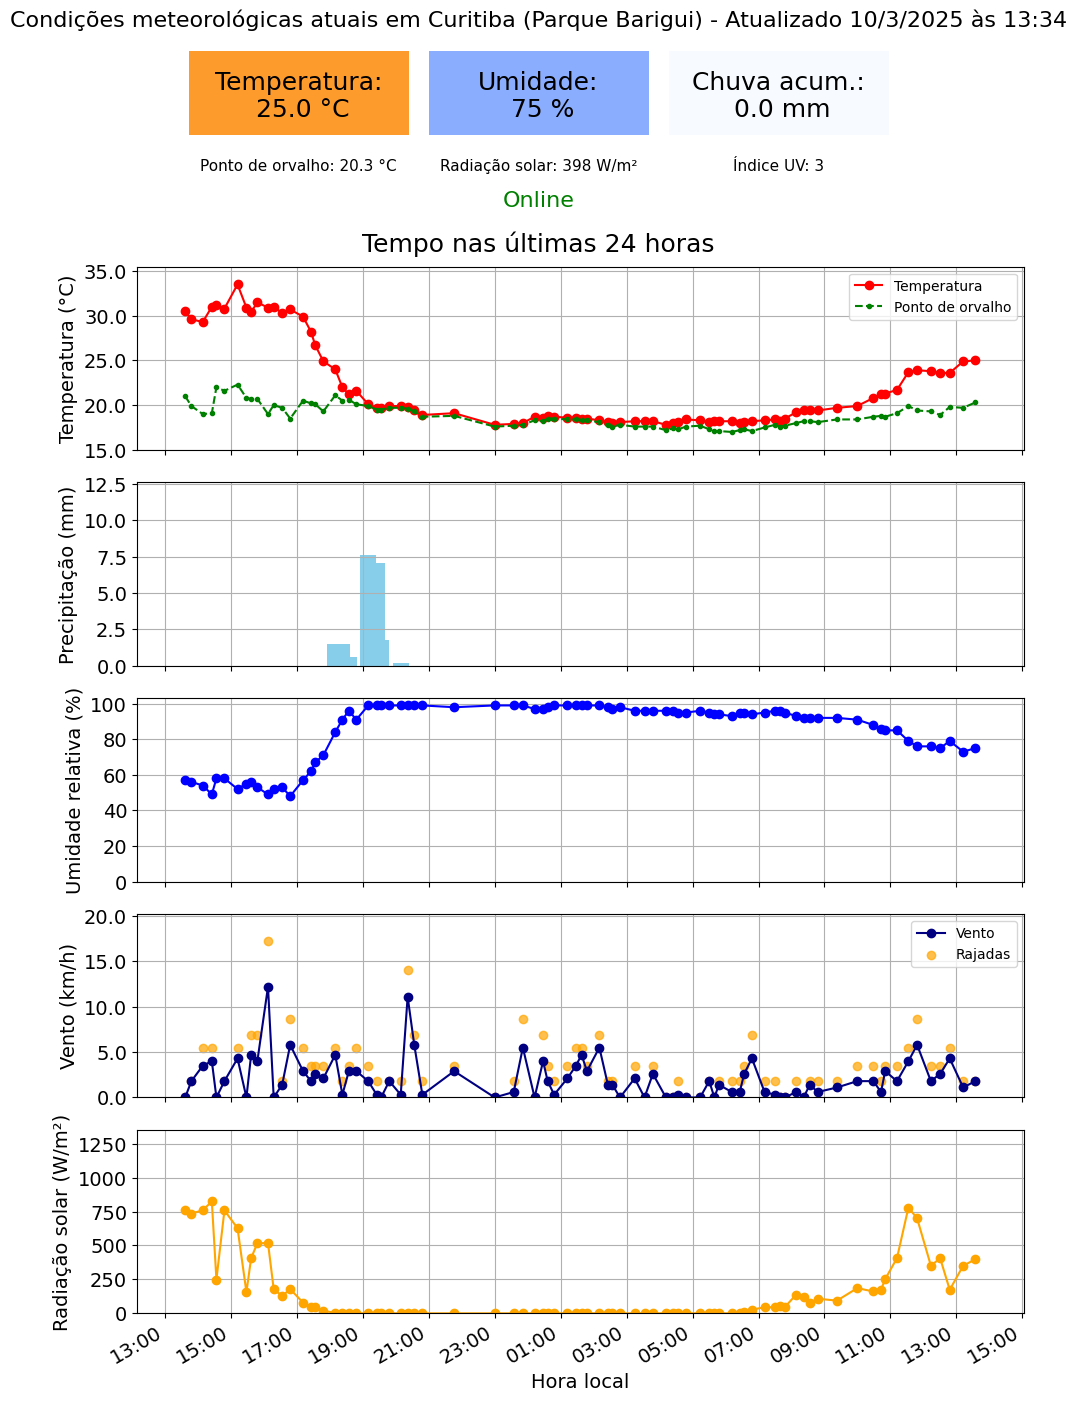 Condições meteorológicas atuais em Curitiba (Parque Barigui) - Atualizado 10/3/2025 às 13:34
Temperatura:
25.0 °C
Umidade:
75 %
Chuva acum.:
0.0 mm
Ponto de orvalho: 20.3 °C
Radiação solar: 398 W/m²
Índice UV: 3
Online
Tempo nas últimas 24 horas
Temperatura (°C)
35.0
30.0
25.0
20.0
15.0
Temperatura
Ponto de orvalho
Precipitação (mm)
12.5
10.0
7.5
5.0
2.5
0.0
Umidade relativa (%)
100
80
60
40
20
0
Vento (km/h)
20.0
15.0
10.0
5.0
0.0
Vento
Rajadas
Radiação solar (W/m²)
1250
1000
750
500
250
0
13:00
15:00
17:00
19:00
21:00
23:00
01:00
03:00
05:00
07:00
09:00
11:00
13:00
15:00
Hora local